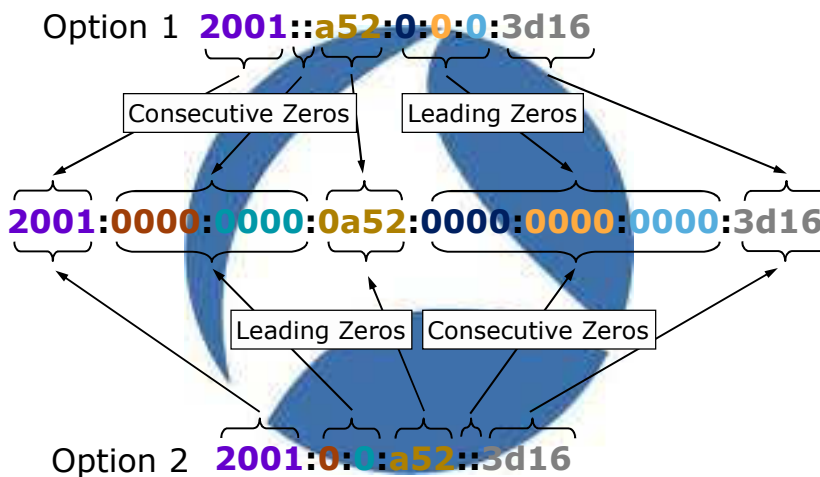 Option 1 2001::a52:0:0:0:3d16
Consecutive Zeros Leading Zeros
2001:0000:0000:0a52:0000:0000:0000:3d16
Leading Zeros Consecutive Zeros
Option 2 2001:0:0:a52::3d16